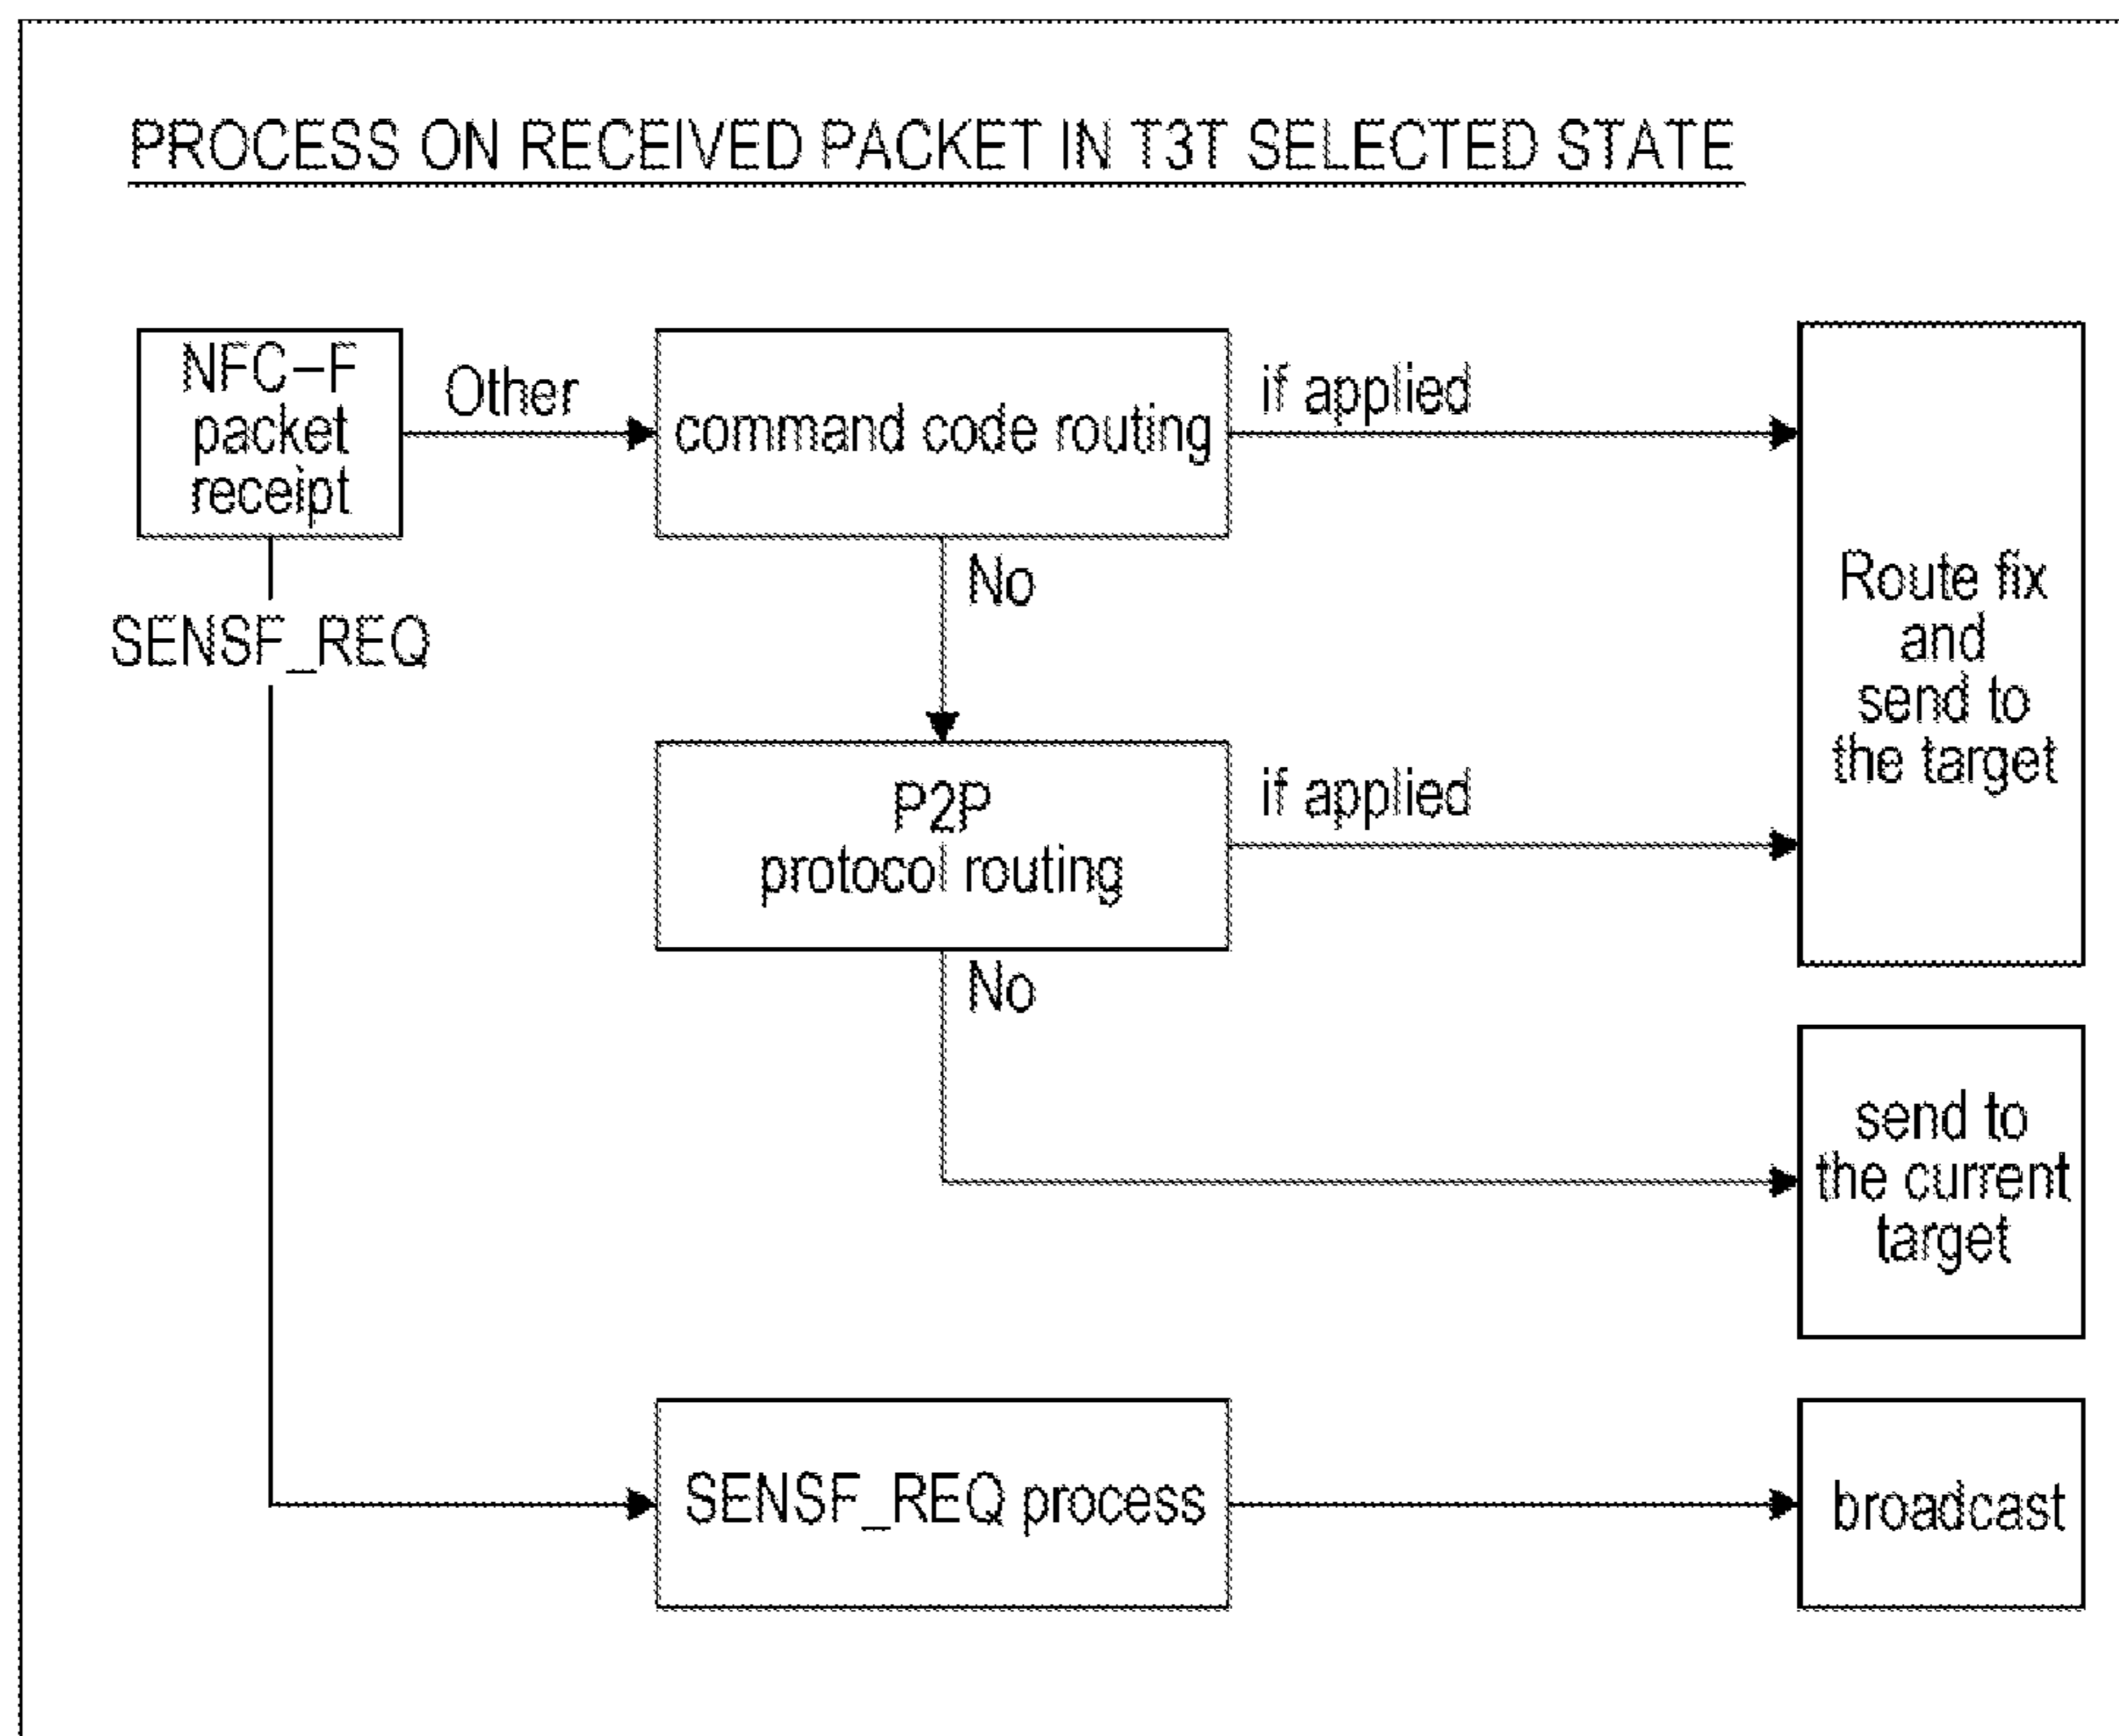 PROCESS ON RECEIVED PACKET IN T3T SELECTED STATE
NFC-F
packet
receipt
Other
command code routing
if applied
Route fix
and
send to
the target
No
SENSF_REQ
P2P
protocol routing
if applied
No
send to
the current
target
SENSF_REQ process
broadcast